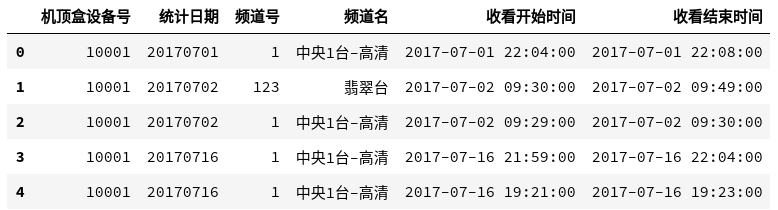 机顶盒设备号 统计日期 频道号 频道名 收看开始时间 收看结束时间
0 10001 20170701 1 中央1台-高清 2017-07-01 22:04:00 2017-07-01 22:08:00
1 10001 20170702 123 翡翠台 2017-07-02 09:30:00 2017-07-02 09:49:00
2 10001 20170702 1 中央1台-高清 2017-07-02 09:29:00 2017-07-02 09:30:00
3 10001 20170716 1 中央1台-高清 2017-07-16 21:59:00 2017-07-16 22:04:00
4 10001 20170716 1 中央1台-高清 2017-07-16 19:21:00 2017-07-16 19:23:00